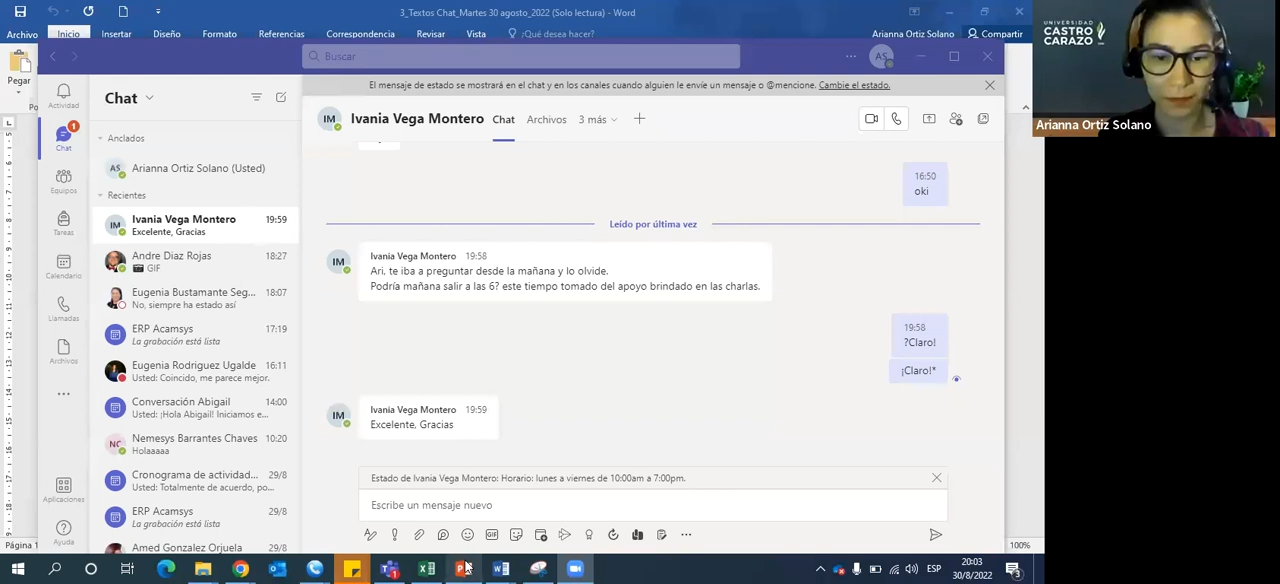 3_Textos Chat_Martes 30 agosto_2022 (Solo lectura) - Word
Archivo Inicio Insertar Diseño Formato Referencias Correspondencia Revisar Vista ¿Qué desea hacer? Arianna Ortiz Solano Compartir
Pegar
Buscar
AS
UNIVERSIDAD
CASTRO
CARAZO
Arianna Ortiz Solano
Actividad
1
Chat
Equipos
Tareas
Calendario
Llamadas
Archivos
Aplicaciones
Ayuda
Chat
Anclados
AS Arianna Ortiz Solano (Usted)
Recientes
IM Ivania Vega Montero 19:59
Excelente, Gracias
Andre Diaz Rojas 18:27
GIF
Eugenia Bustamante Seg... 18:07
No, siempre ha estado así
ERP Acamsys 17:19
La grabación está lista
Eugenia Rodriguez Ugalde 16:11
Usted: Coincido, me parece mejor.
Conversación Abigail 14:00
Usted: ¡Hola Abigail! Iniciamos e...
NC Nemesys Barrantes Chaves 10:20
Holaaaaa
Cronograma de actividad... 29/8
Usted: Totalmente de acuerdo, po...
ERP Acamsys 29/8
La grabación está lista
Amed Gonzalez Orjuela 29/8
El mensaje de estado se mostrará en el chat y en los canales cuando alguien le envíe un mensaje o @mencione. Cambie el estado.
IM Ivania Vega Montero Chat Archivos 3 más
16:50
oki
Leído por última vez
IM
Ivania Vega Montero 19:58
Ari, te iba a preguntar desde la mañana y lo olvide.
Podría mañana salir a las 6? este tiempo tomado del apoyo brindado en las charlas.
19:58
?Claro!
¡Claro!*
IM
Ivania Vega Montero 19:59
Excelente, Gracias
Estado de Ivania Vega Montero: Horario: lunes a viernes de 10:00am a 7:00pm.
Escribe un mensaje nuevo
GIF
Página 1
100%
ESP
20:03
30/8/2022
3